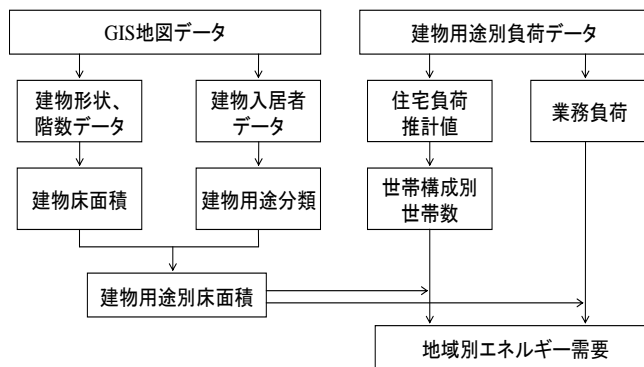 GIS地図データ
建物用途別負荷データ
建物形状、
階数データ
建物入居者
データ
住宅負荷
推計値
業務負荷
建物床面積
建物用途分類
世帯構成別
世帯数
建物用途別床面積
地域別エネルギー需要